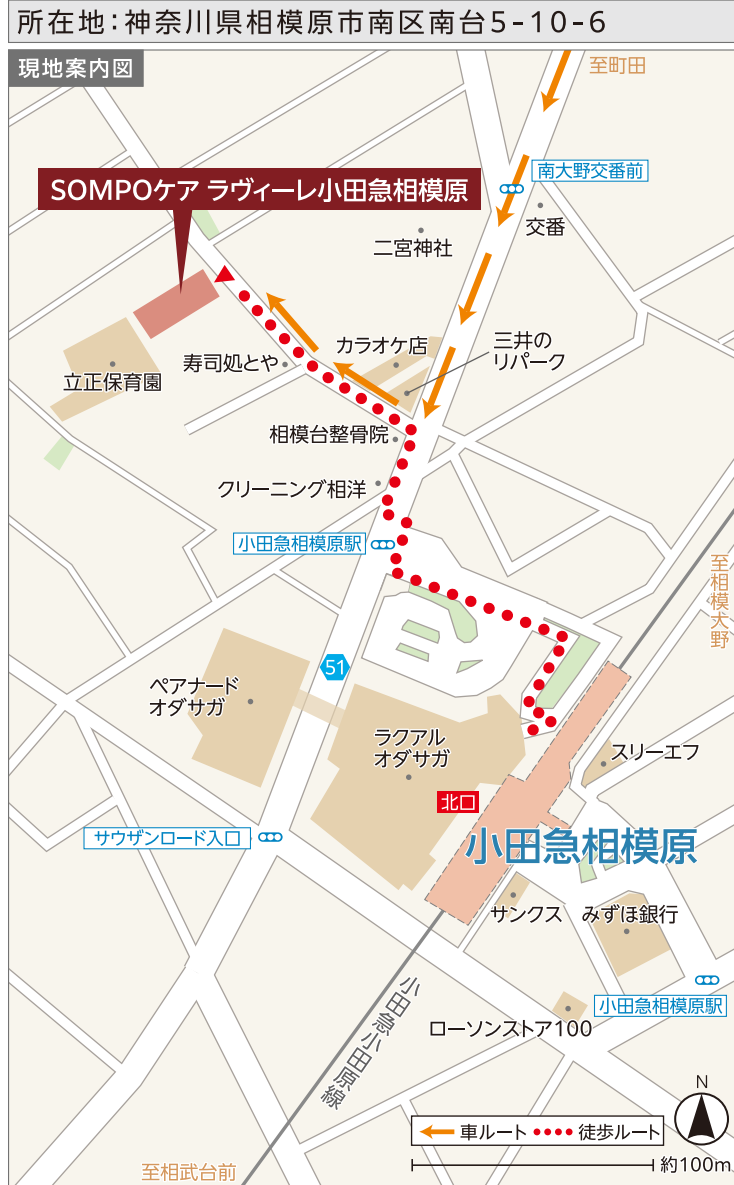 所在地：神奈川県相模原市南区南台5-10-6
現地案内図
至町田
南大野交番前
SOMPOケア ラヴィーレ小田急相模原
交番
二宮神社
カラオケ店
三井の
リパーク
寿司処とや
立正保育園
相模台整骨院
クリーニング相洋
小田急相模原駅
至相模大野
51
ペアナード
オダサガ
ラクアル
オダサガ
スリーエフ
北口
サウザンロード入口
小田急相模原
サンクス
みずほ銀行
小田急相模原駅
小田急小田原線
ローソンストア100
N
車ルート
徒歩ルート
約100m
至相武台前